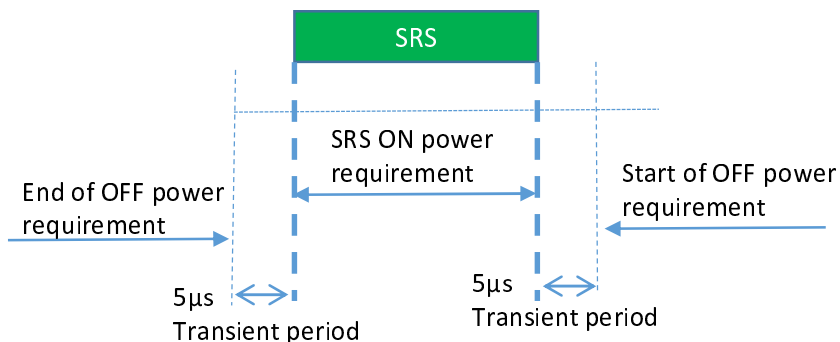 SRS
SRS ON power
requirement
End of OFF power
requirement
Start of OFF power
requirement
5µs
Transient period
5µs
Transient period